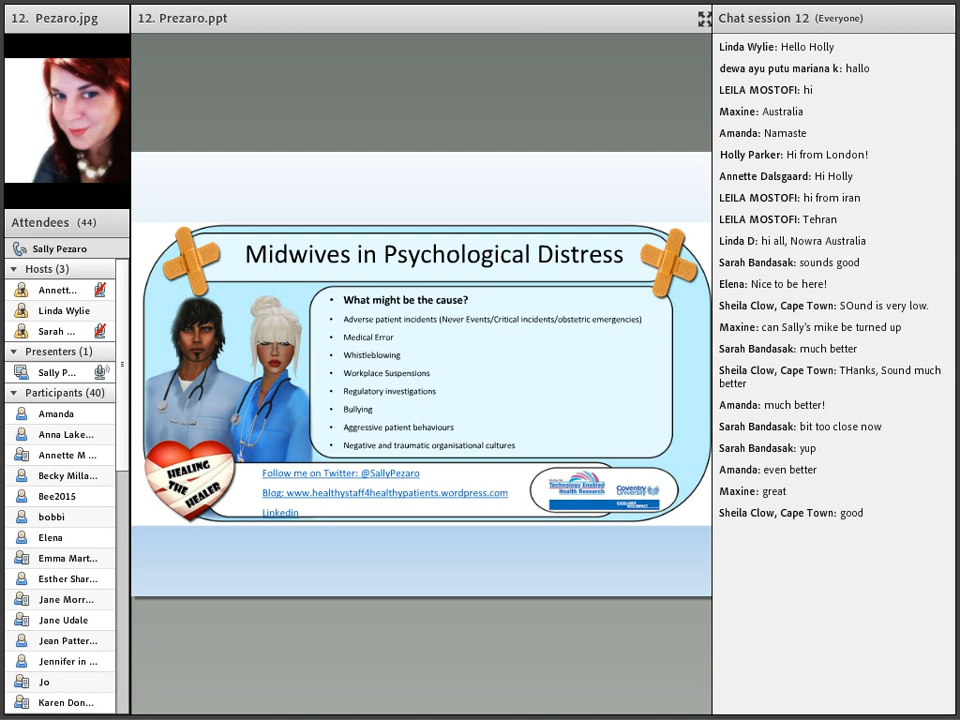 12.  Pezaro.jpg
12. Prezaro.ppt
Chat session 12 (Everyone)
Attendees (44)
Sally Pezaro
Hosts (3)
Annett...
Linda Wylie
Sarah ...
Presenters (1)
Sally P...
Participants (40)
Amanda
Anna Lake...
Annette M ...
Becky Milla...
Bee2015
bobbi
Elena
Emma Mart...
Esther Shar...
Jane Morr...
Jane Udale
Jean Patter...
Jennifer in ...
Jo
Karen Don...
Midwives in Psychological Distress
• What might be the cause?
• Adverse patient incidents (Never Events/Critical incidents/obstetric emergencies)
• Medical Error
• Whistleblowing
• Workplace Suspensions
• Regulatory investigations
• Bullying
• Aggressive patient behaviours
• Negative and traumatic organisational cultures
HEALING
THE
HEALER
Follow me on Twitter: @SallyPezaro
Blog: www.healthystaff4healthypatients.wordpress.com
Linkedin
Technology Enabled
Health Research
Coventry
University
Linda Wylie: Hello Holly
dewa ayu putu mariana k: hallo
LEILA MOSTOFI: hi
Maxine: Australia
Amanda: Namaste
Holly Parker: Hi from London!
Annette Dalsgaard: Hi Holly
LEILA MOSTOFI: hi from iran
LEILA MOSTOFI: Tehran
Linda D: hi all, Nowra Australia
Sarah Bandasak: sounds good
Elena: Nice to be here!
Sheila Clow, Cape Town: SOund is very low.
Maxine: can Sally's mike be turned up
Sarah Bandasak: much better
Sheila Clow, Cape Town: THanks, Sound much
better
Amanda: much better!
Sarah Bandasak: bit too close now
Sarah Bandasak: yup
Amanda: even better
Maxine: great
Sheila Clow, Cape Town: good